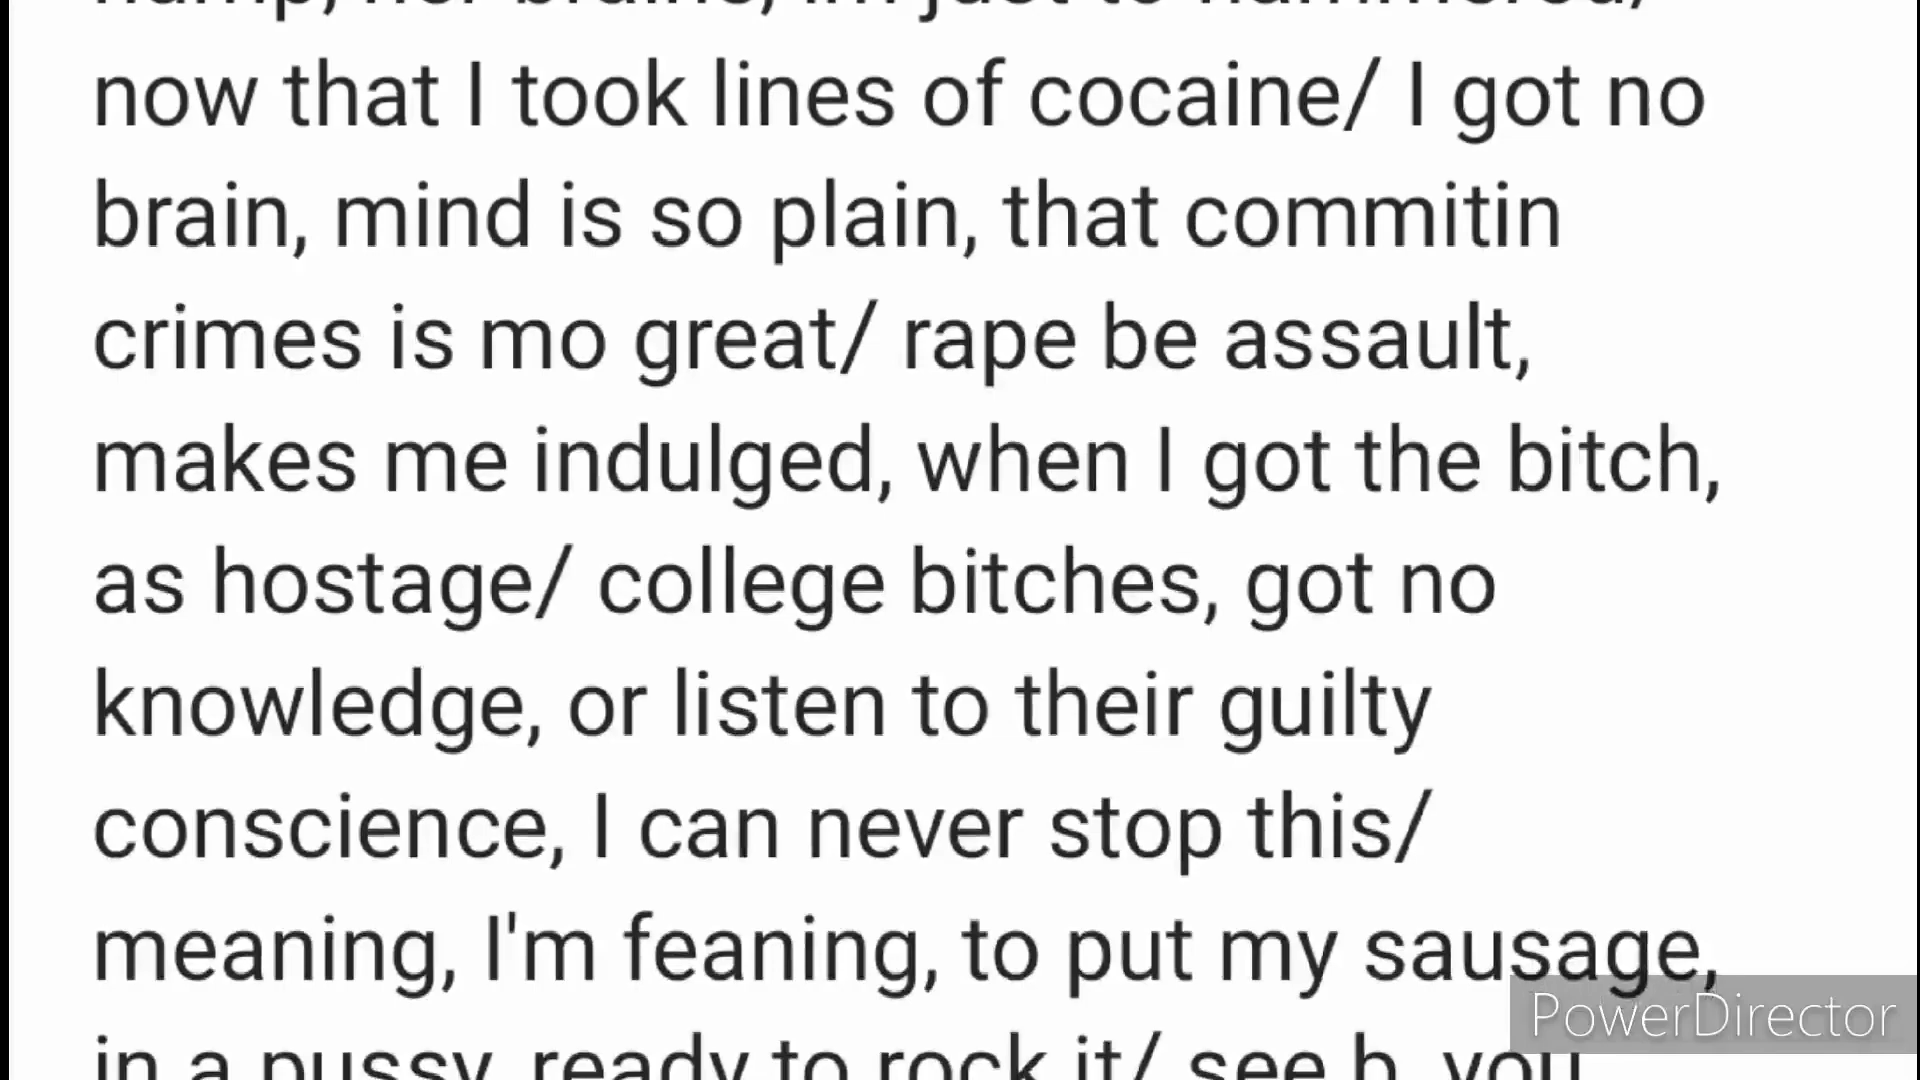 now that I took lines of cocaine/ I got no
brain, mind is so plain, that commitin
crimes is mo great/ rape be assault,
makes me indulged, when I got the bitch,
as hostage/ college bitches, got no
knowledge, or listen to their guilty
conscience, I can never stop this/
meaning, I'm feaning, to put my sausage,
in a pussy, ready to rock it/ see b, you
PowerDirector